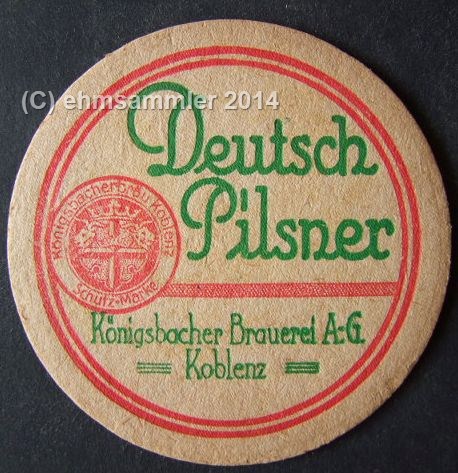 (C) ehmsammler 2014
Deutsch
Pilsner
Königsbacherbräu Koblenz
Schutz-Marke
Königsbacher Brauerei A.-G.
Koblenz